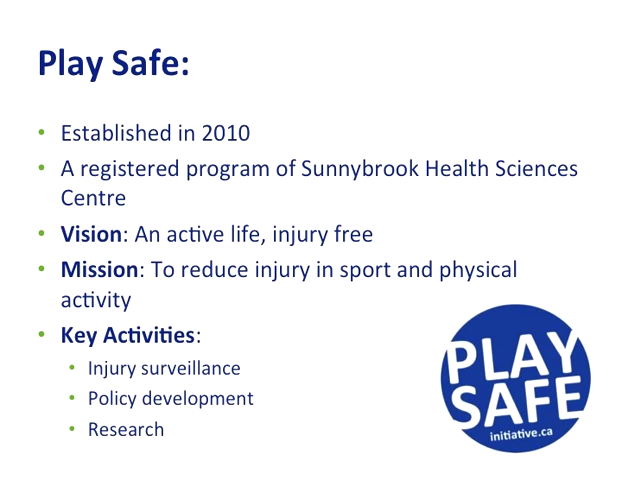 Play Safe:
• Established in 2010
• A registered program of Sunnybrook Health Sciences
Centre
• Vision: An active life, injury free
• Mission: To reduce injury in sport and physical
activity
• Key Activities:
• Injury surveillance
• Policy development
• Research
PLAY
SAFE
initiative.ca